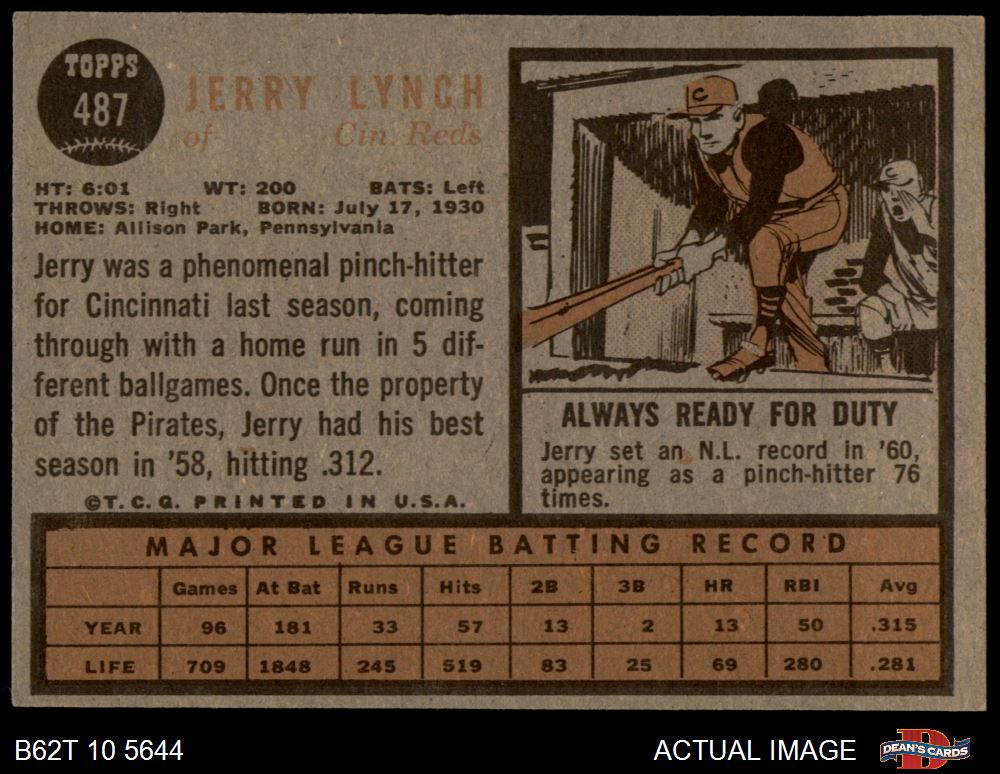 TOPPS
487
JERRY LYNCH
of Cin. Reds
HT: 6:01 WT: 200 BATS: Left
THROWS: Right BORN: July 17, 1930
HOME: Allison Park, Pennsylvania
Jerry was a phenomenal pinch-hitter
for Cincinnati last season, coming
through with a home run in 5 dif-
ferent ballgames. Once the property
of the Pirates, Jerry had his best
season in '58, hitting .312.
©T.C.G. PRINTED IN U.S.A.
C
C
ALWAYS READY FOR DUTY
Jerry set an N.L. record in '60,
appearing as a pinch-hitter 76
times.
MAJOR LEAGUE BATTING RECORD
Games At Bat Runs Hits 2B 3B HR RBI Avg
YEAR 96 181 33 57 13 2 13 50 .315
LIFE 709 1848 245 519 83 25 69 280 .281
B62T 10 5644 ACTUAL IMAGE DEAN'S CARDS